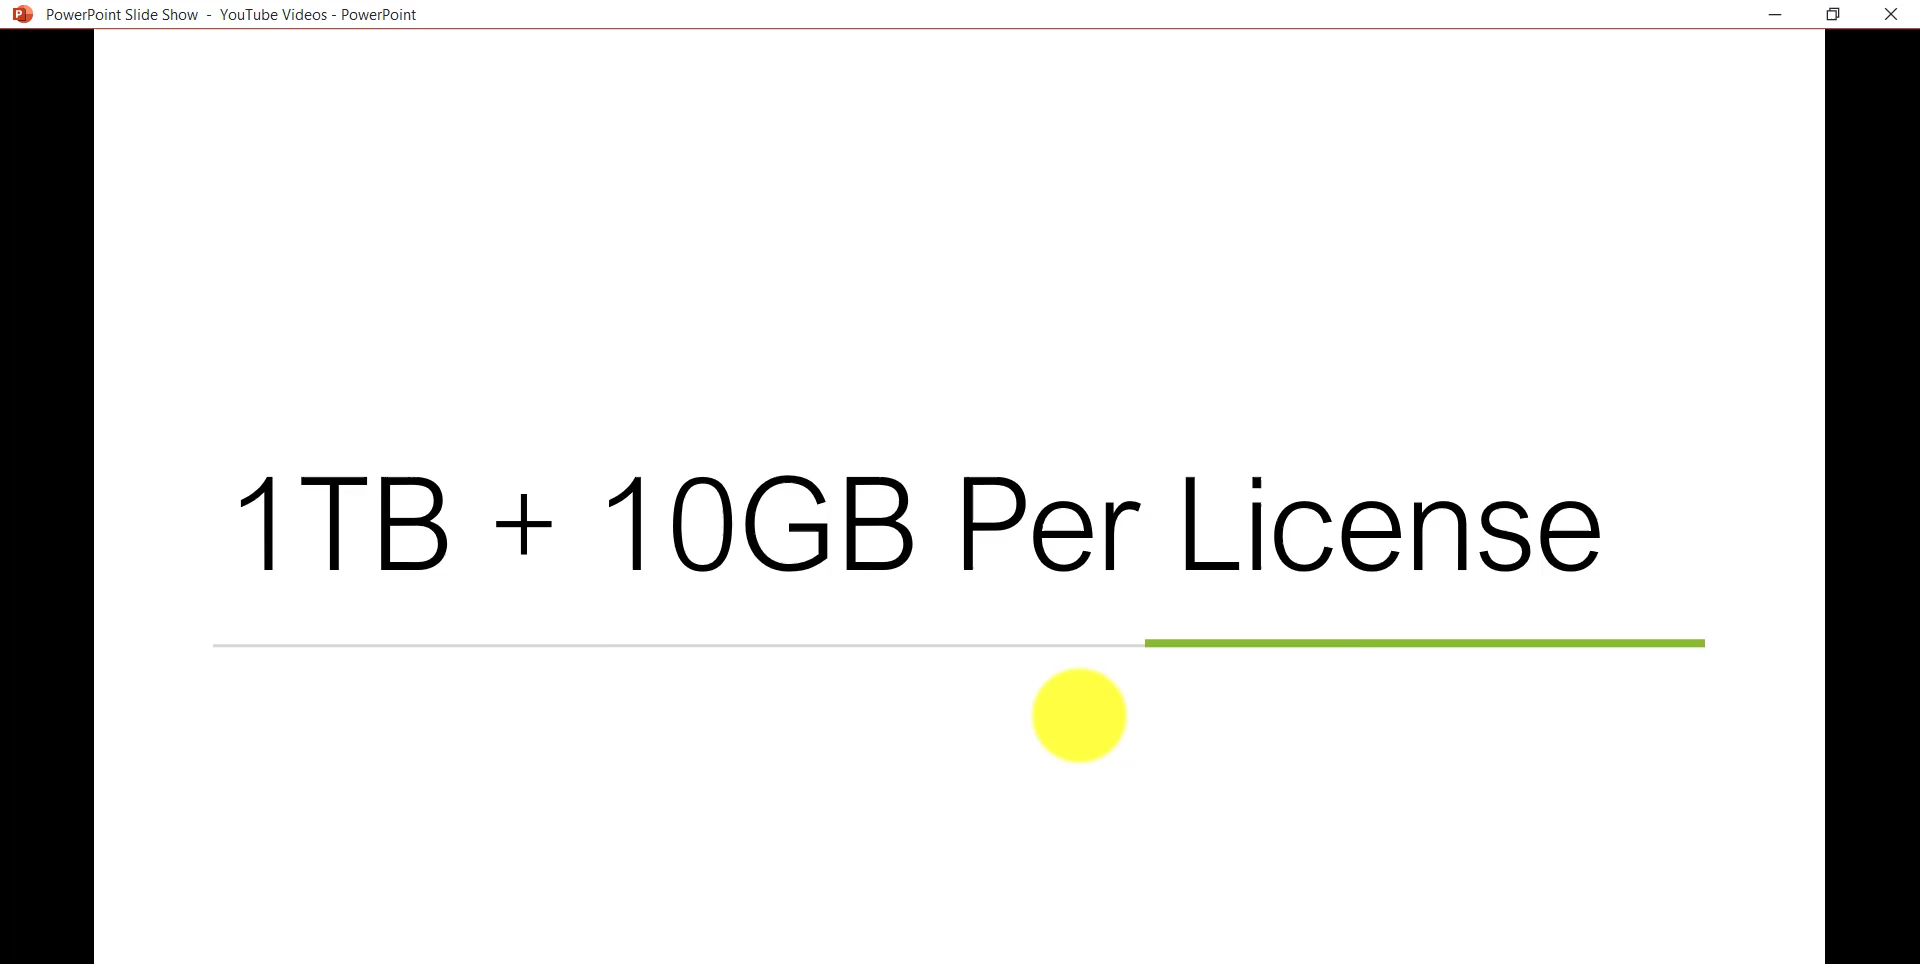 PowerPoint Slide Show - YouTube Videos - PowerPoint
1TB + 10GB Per License